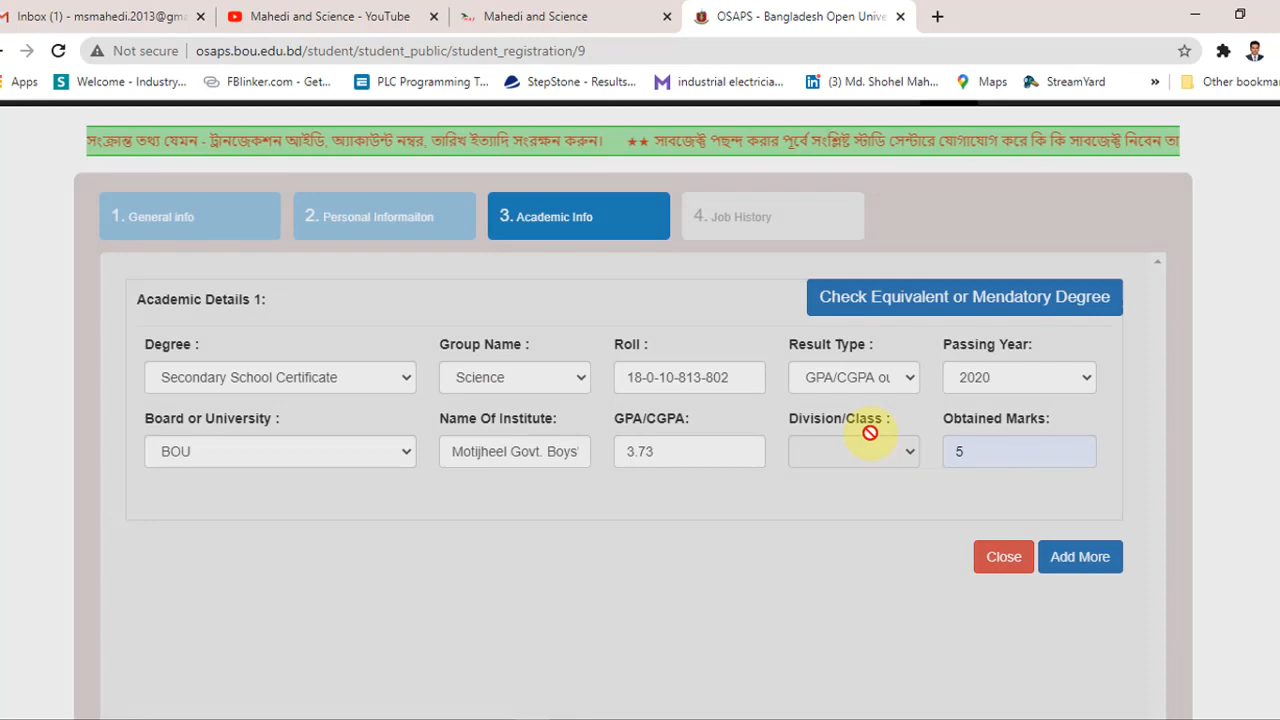 Inbox (1) - msmahedi.2013@gma
Mahedi and Science - YouTube
Mahedi and Science
OSAPS - Bangladesh Open Unive
Not secure
osaps.bou.edu.bd/student/student_public/student_registration/9
Apps
Welcome - Industry...
FBlinker.com - Get...
PLC Programming T...
StepStone - Results...
industrial electricia...
(3) Md. Shohel Mah...
Maps
StreamYard
»
Other bookmar
সংক্রান্ত তথ্য যেমন - ট্রানজেকশন আইডি, অ্যাকাউন্ট নম্বর, তারিখ ইত্যাদি সংরক্ষন করুন। ★★ সাবজেক্ট পছন্দ করার পূর্বে সংশ্লিষ্ট স্টাডি সেন্টারে যোগাযোগ করে কি কি সাবজেক্ট নিবেন তা
1. General info
2. Personal Informaiton
3. Academic Info
4. Job History
Academic Details 1:
Check Equivalent or Mendatory Degree
Degree :
Group Name :
Roll :
Result Type :
Passing Year:
Secondary School Certificate
Science
18-0-10-813-802
GPA/CGPA ou
2020
Board or University :
Name Of Institute:
GPA/CGPA:
Division/Class :
Obtained Marks:
BOU
Motijheel Govt. Boys'
3.73
5
Close
Add More